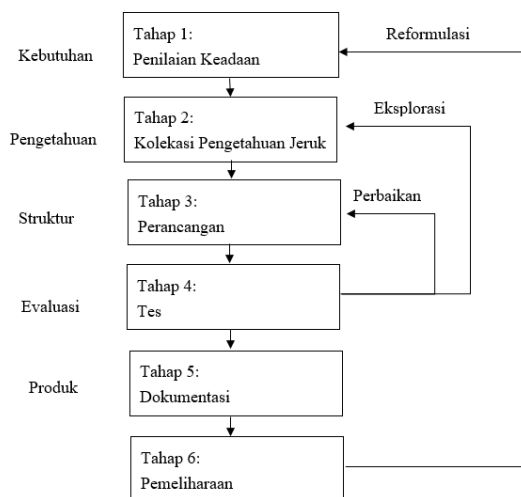 Tahap 1:
Penilaian Keadaan
Kebutuhan
Reformulasi
Tahap 2:
Kolekasi Pengetahuan Jeruk
Pengetahuan
Eksplorasi
Tahap 3:
Perancangan
Struktur
Perbaikan
Tahap 4:
Tes
Evaluasi
Tahap 5:
Dokumentasi
Produk
Tahap 6:
Pemeliharaan